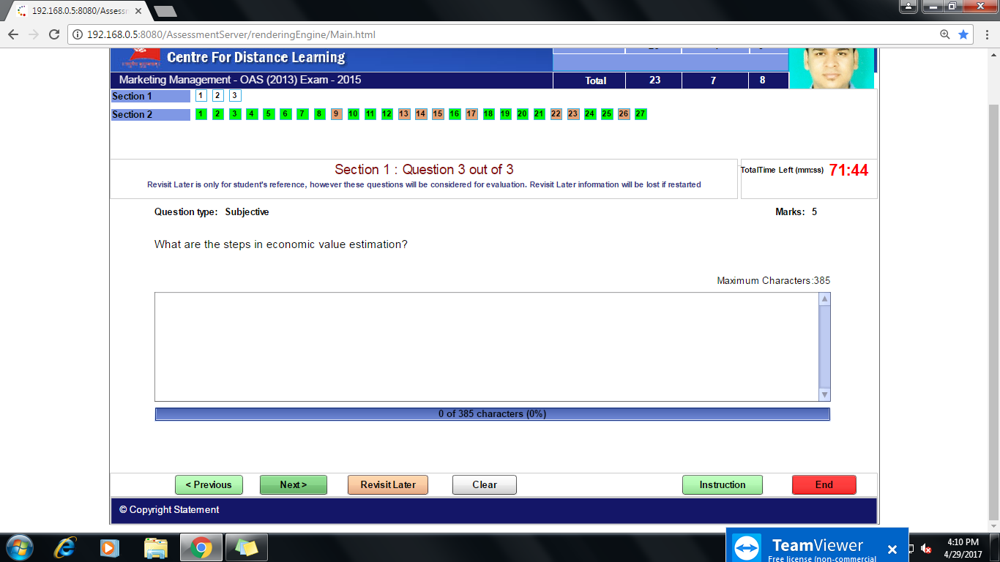 192.168.0.5:8080/Assessm
192.168.0.5:8080/AssessmentServer/renderingEngine/Main.html
Centre For Distance Learning
Marketing Management - OAS (2013) Exam - 2015 Total 23 7 8
Section 1 1 2 3
Section 2 1 2 3 4 5 6 7 8 9 10 11 12 13 14 15 16 17 18 19 20 21 22 23 24 25 26 27
Section 1 : Question 3 out of 3
TotalTime Left (mm:ss) 71:44
Revisit Later is only for student's reference, however these questions will be considered for evaluation. Revisit Later information will be lost if restarted
Question type: Subjective Marks: 5
What are the steps in economic value estimation?
Maximum Characters:385
0 of 385 characters (0%)
< Previous Next > Revisit Later Clear Instruction End
© Copyright Statement
TeamViewer
Free license (non-commercial
4:10 PM
4/29/2017